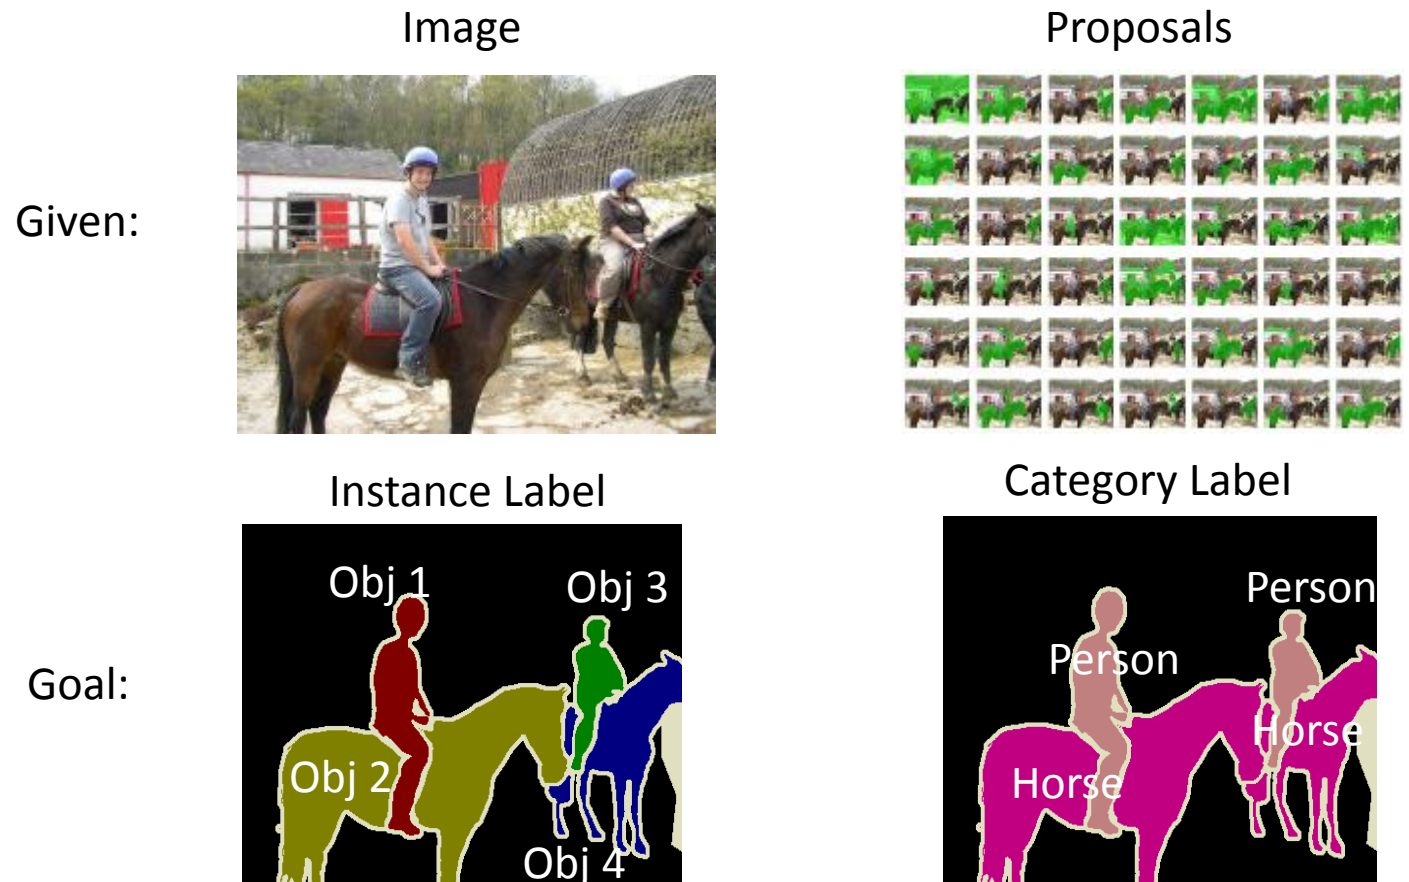 Image
Proposals
Given:
Instance Label
Category Label
Goal:
Obj 1
Obj 3
Obj 2
Obj 4
Person
Person
Horse
Horse